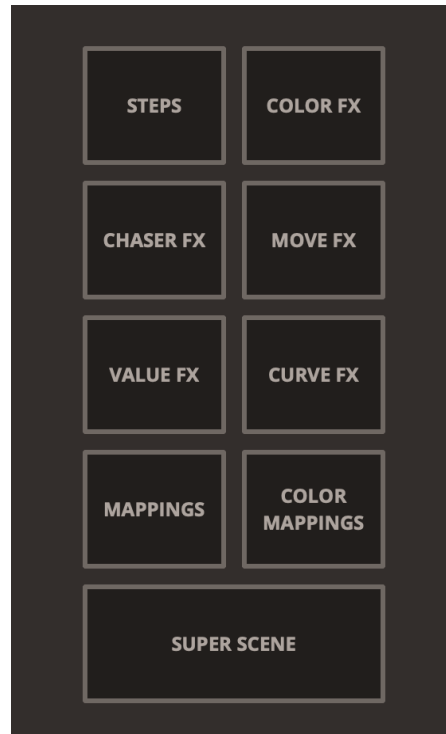 STEPS
COLOR FX
CHASER FX
MOVE FX
VALUE FX
CURVE FX
MAPPINGS
COLOR
MAPPINGS
SUPER SCENE